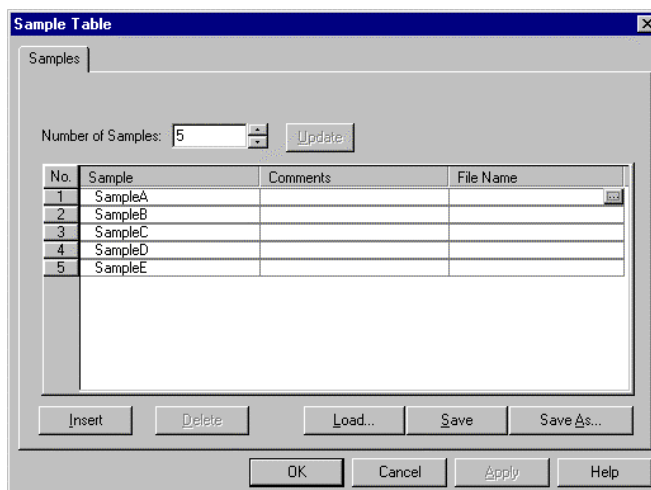 Sample Table
Samples
Number of Samples: 5 Update
No. Sample Comments File Name
1 SampleA ...
2 SampleB
3 SampleC
4 SampleD
5 SampleE
Insert Delete Load... Save Save As...
OK Cancel Apply Help